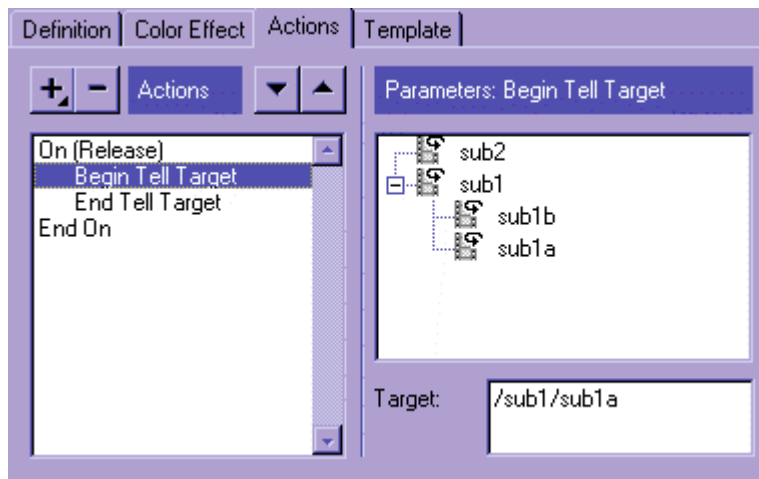 Definition Color Effect Actions Template
+ - Actions
On (Release)
Begin Tell Target
End Tell Target
End On
Parameters: Begin Tell Target
sub2
sub1
sub1b
sub1a
Target: /sub1/sub1a